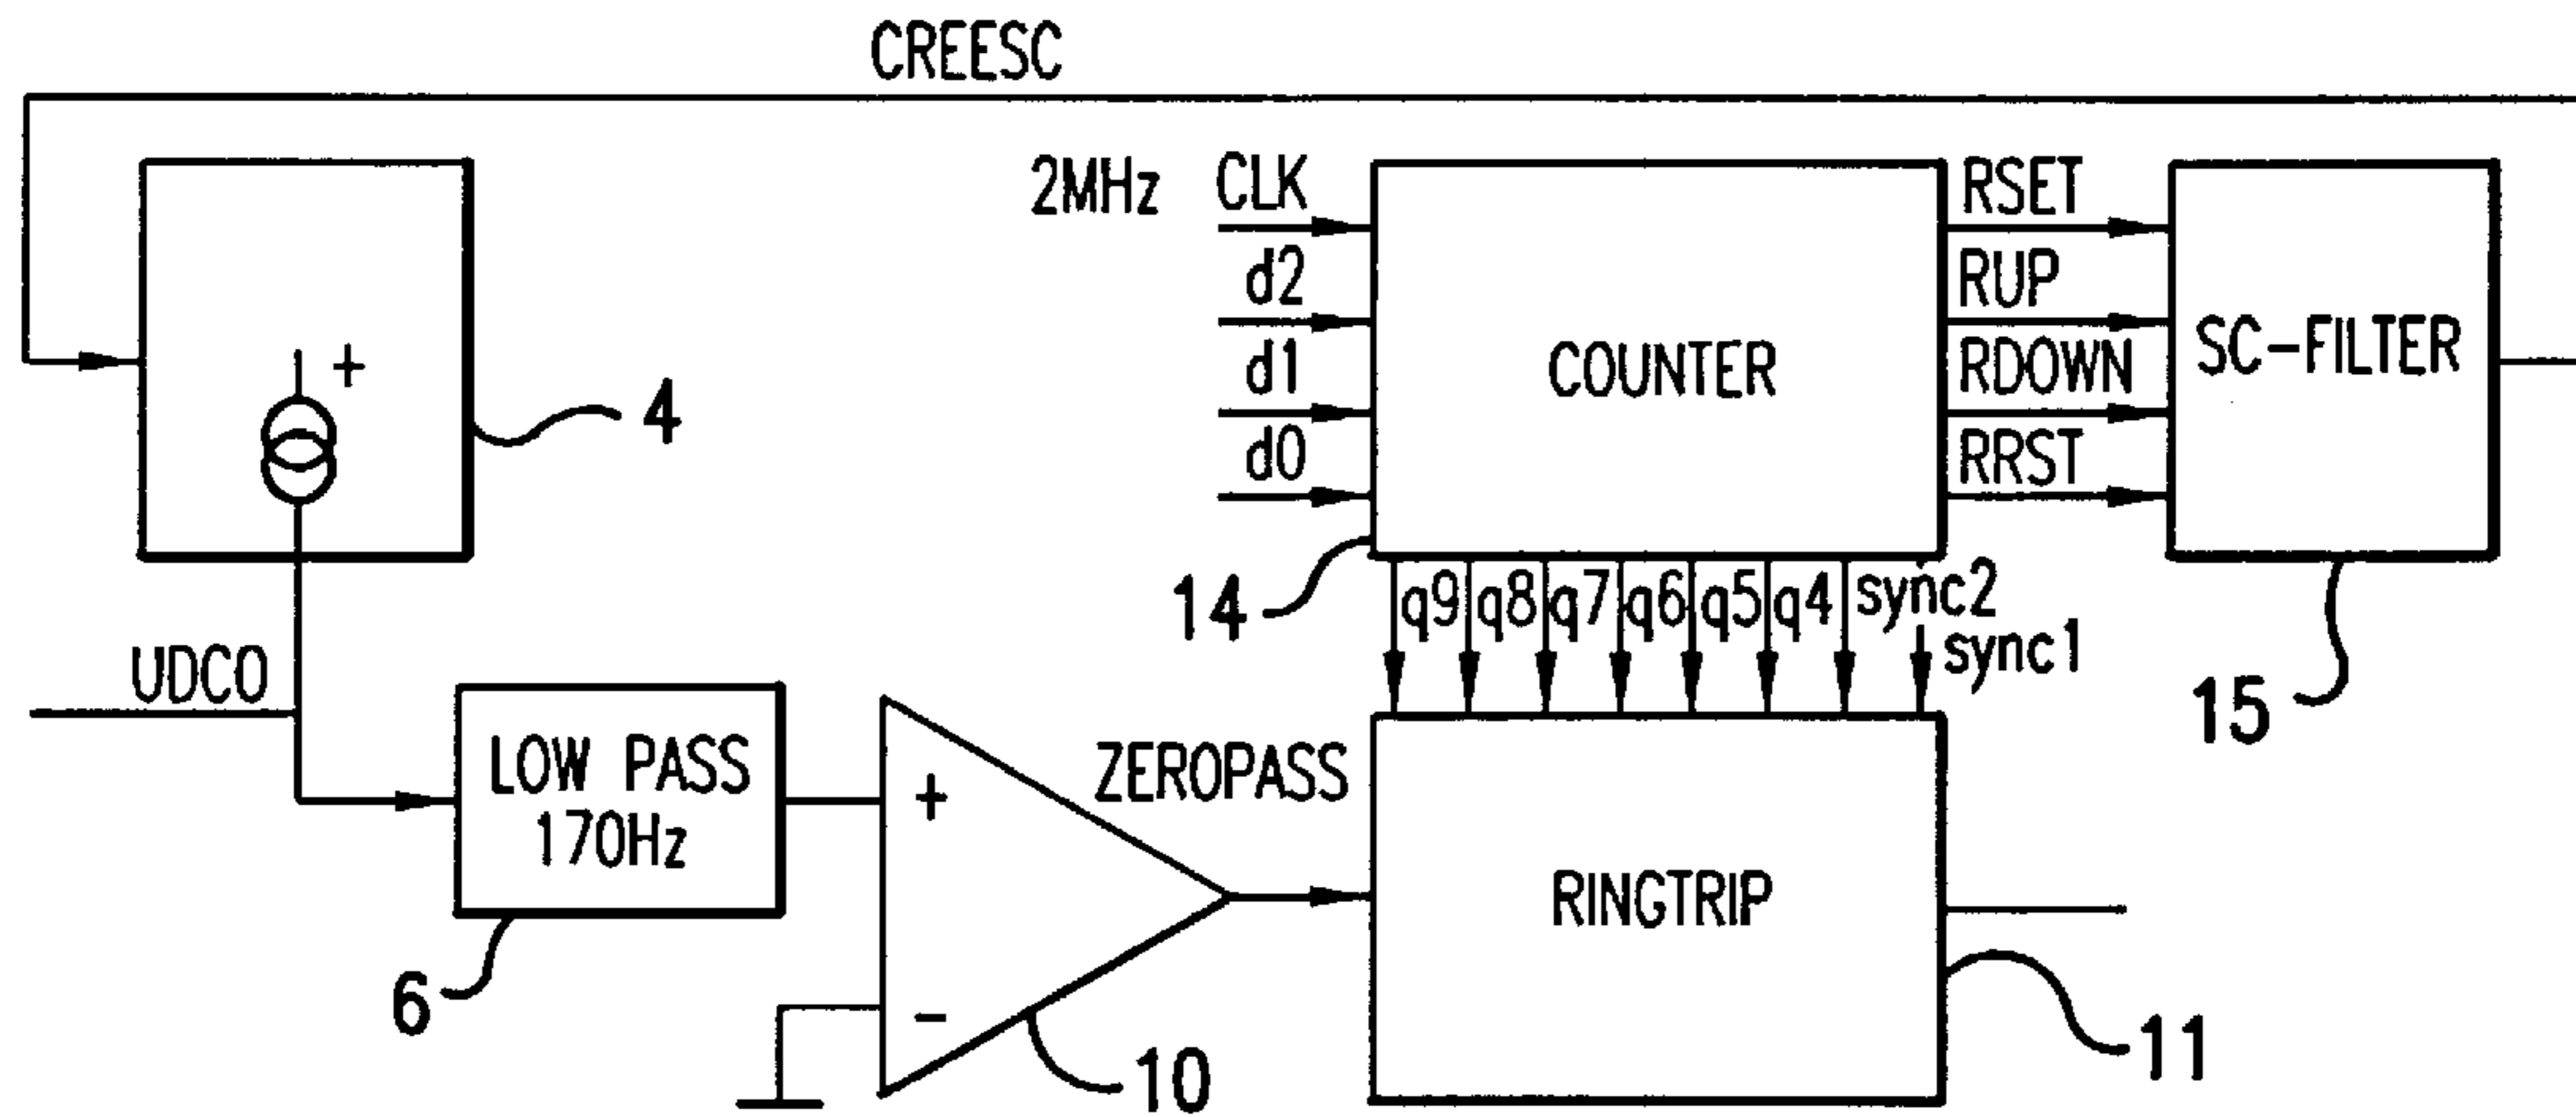 CREESC
2MHz CLK
d2
d1
d0
COUNTER
RSET
RUP
RDOWN
RRST
SC-FILTER
+
4
14
q9 q8 q7 q6 q5 q4 sync2
sync1
15
UDCO
LOW PASS
170Hz
6
+
-
10
ZEROPASS
RINGTRIP
11